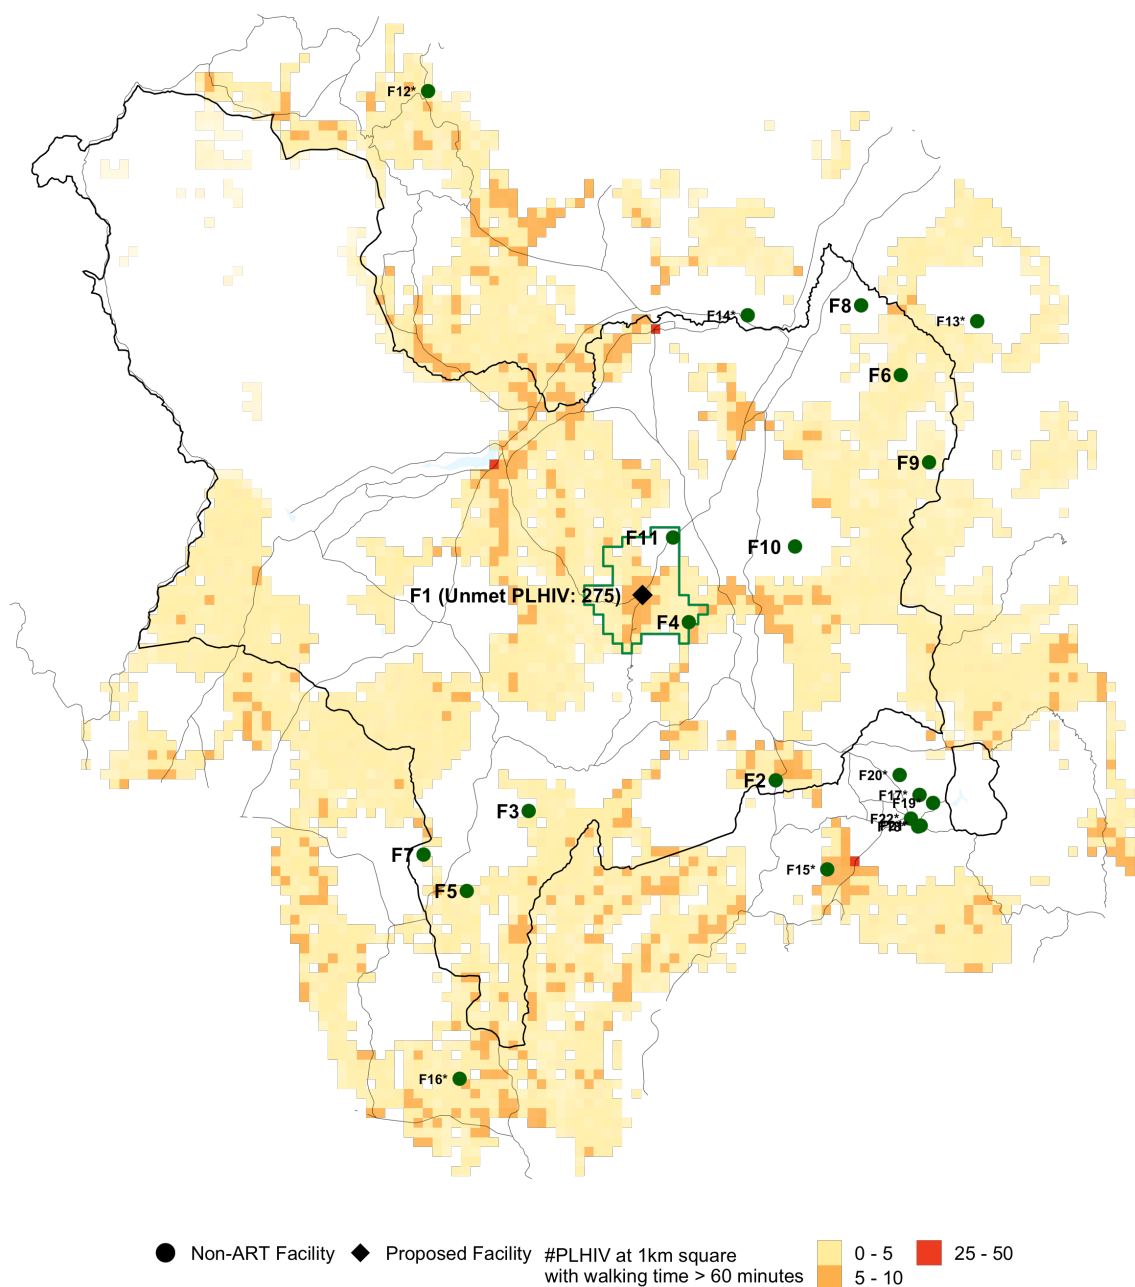 F12*
F14*
F8
F13*
F6
F9
F11
F10
F1 (Unmet PLHIV: 275)
F4
F2
F20*
F17*
F19*
F3
F22*
F7
F15*
F5
F16*
Non-ART Facility
Proposed Facility
#PLHIV at 1km square
with walking time > 60 minutes
0 - 5
5 - 10
25 - 50